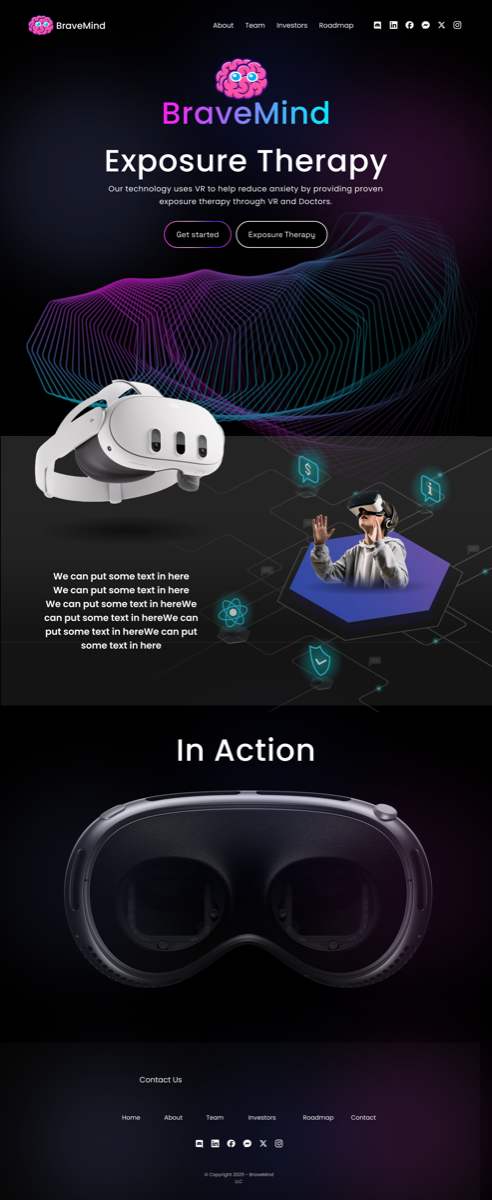 BraveMind
About Team Investors Roadmap
BraveMind
Exposure Therapy
Our technology uses VR to help reduce anxiety by providing proven
exposure therapy through VR and Doctors.
Get started
Exposure Therapy
$
i
We can put some text in here
We can put some text in here
We can put some text in hereWe
can put some text in hereWe can
put some text in hereWe can put
some text in here
In Action
Contact Us
Home About Team Investors Roadmap Contact
© Copyright 2025 - BraveMind
LLC